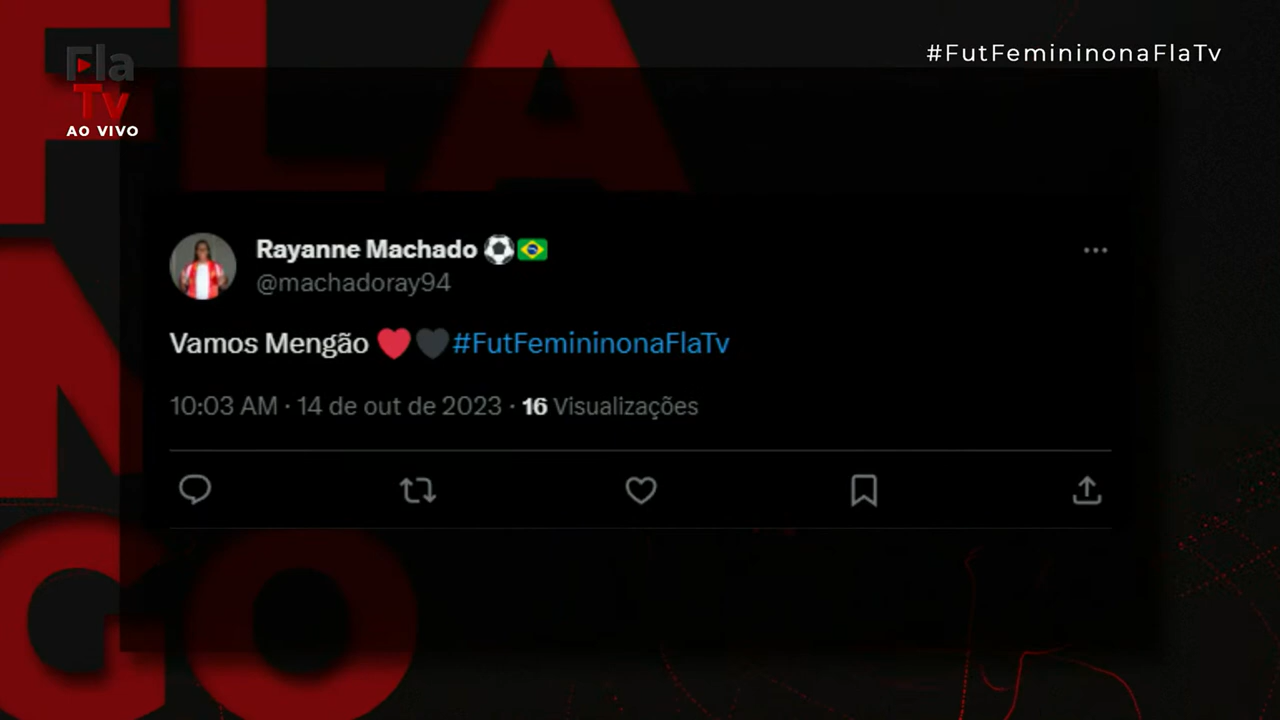 FLA
Fla
Tv
AO VIVO
#FutFemininonaFlaTv
Rayanne Machado ⚽🇧🇷
@machadoray94
Vamos Mengão ❤️🖤#FutFemininonaFlaTv
10:03 AM · 14 de out de 2023 · 16 Visualizações
N
GO